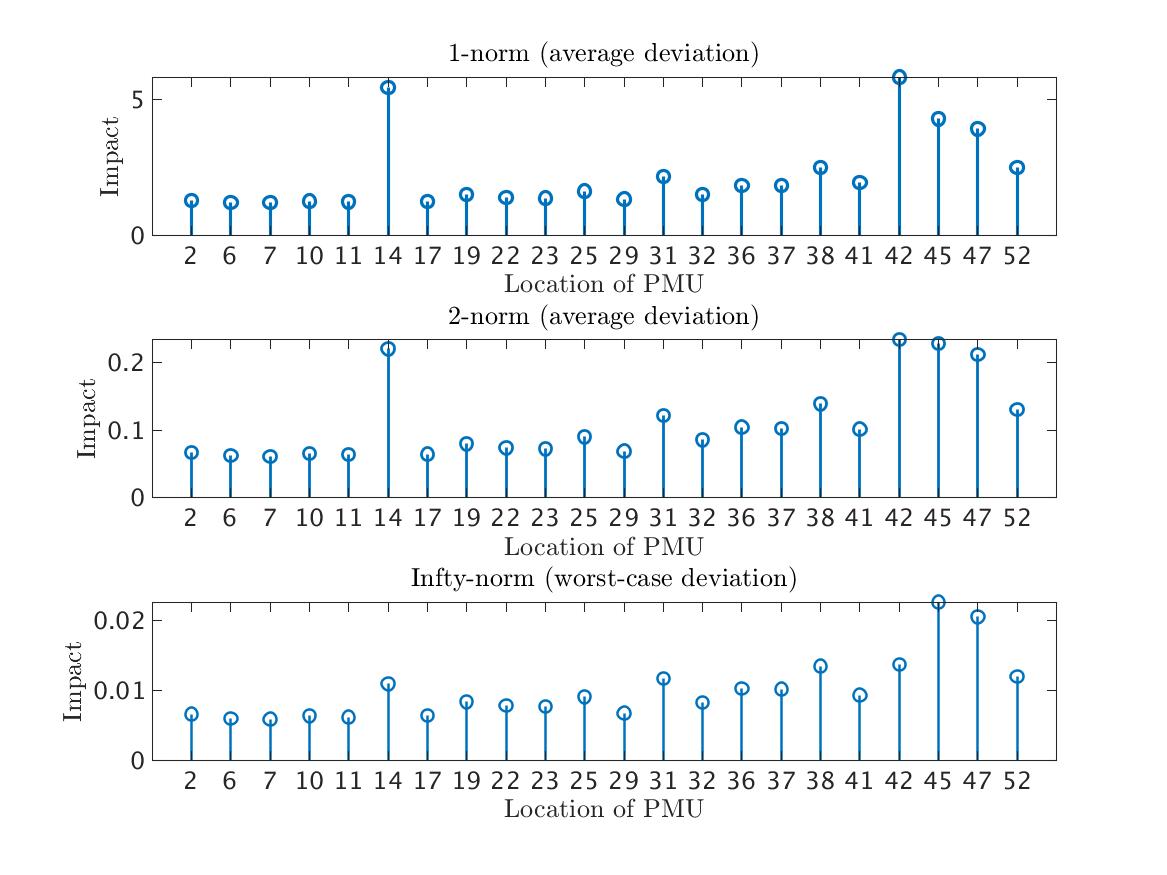 1-norm (average deviation)
5
0
Impact
2 6 7 10 11 14 17 19 22 23 25 29 31 32 36 37 38 41 42 45 47 52
Location of PMU
2-norm (average deviation)
0.2
0.1
0
Impact
2 6 7 10 11 14 17 19 22 23 25 29 31 32 36 37 38 41 42 45 47 52
Location of PMU
Infty-norm (worst-case deviation)
0.02
0.01
0
Impact
2 6 7 10 11 14 17 19 22 23 25 29 31 32 36 37 38 41 42 45 47 52
Location of PMU